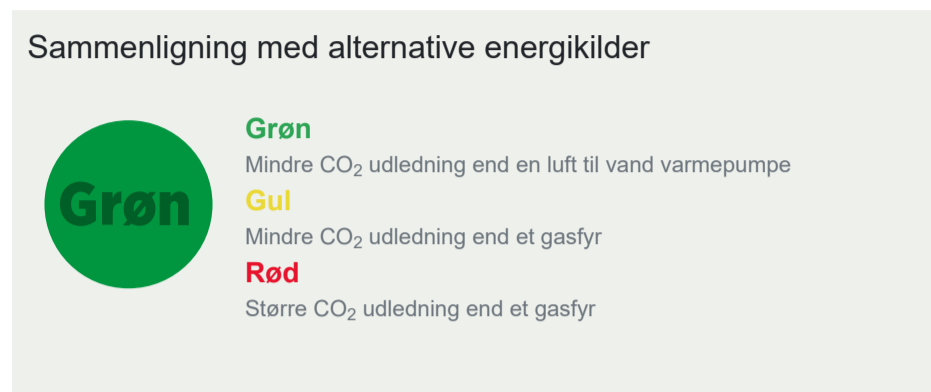 Sammenligning med alternative energikilder
Grøn
Grøn
Mindre CO₂ udledning end en luft til vand varmepumpe
Gul
Mindre CO₂ udledning end et gasfyr
Rød
Større CO₂ udledning end et gasfyr